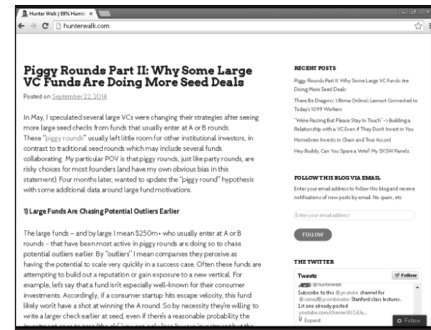 Hunter Walk | 99% Humi
hunterwalk.com
Piggy Rounds Part II: Why Some Large
VC Funds Are Doing More Seed Deals
Posted on September 22, 2014
In May, I speculated several large VCs were changing their strategies after seeing
more large seed checks from funds that usually enter at A or B rounds.
These "piggy rounds" usually left little room for other institutional investors, in
contrast to traditional seed rounds which may include several funds
collaborating. My particular POV is that piggy rounds, just like party rounds, are
risky choices for most founders (and have my own obvious bias in this
statement). Four months later, wanted to update the "piggy round" hypothesis
with some additional data around large fund motivations.
1) Large Funds Are Chasing Potential Outliers Earlier
The large funds – and by large I mean $250m+ who usually enter at A or B
rounds – that have been most active in piggy rounds are doing so to chase
potential outliers earlier. By "outliers" I mean companies they perceive as
having the potential to scale very quickly in a success case. Often these funds are
attempting to build out a reputation or gain exposure to a new vertical. For
example, let's say that a fund isn't especially well-known for their consumer
investments. Accordingly, if a consumer startup hits escape velocity, this fund
likely won't have a shot at winning the A round. So by necessity they're willing to
write a larger check earlier at seed, even if there's a reasonable probability the
RECENT POSTS
Piggy Rounds Part II: Why Some Large VC Funds Are
Doing More Seed Deals
There Be Dragons: Ultima Online's Lawsuit Connected to
Today's 1099 Workers
"We're Passing But Please Stay In Touch" -> Building a
Relationship with a VC Even if They Don't Invest in You
Homebrew Invests in Chain and True Accord
Hey Buddy, Can You Spare a Vote? My SXSW Panels
FOLLOW THIS BLOG VIA EMAIL
Enter your email address to follow this blog and receive
notifications of new posts by email. No spam, etc
Enter your email address
FOLLOW
THE TWITTER
Tweets
Follow
@hunterwalk
Subscribe to this @youtube channel for
@sama/@ycombinator Stanford class lectures.
1st one already posted
Expand
Follow